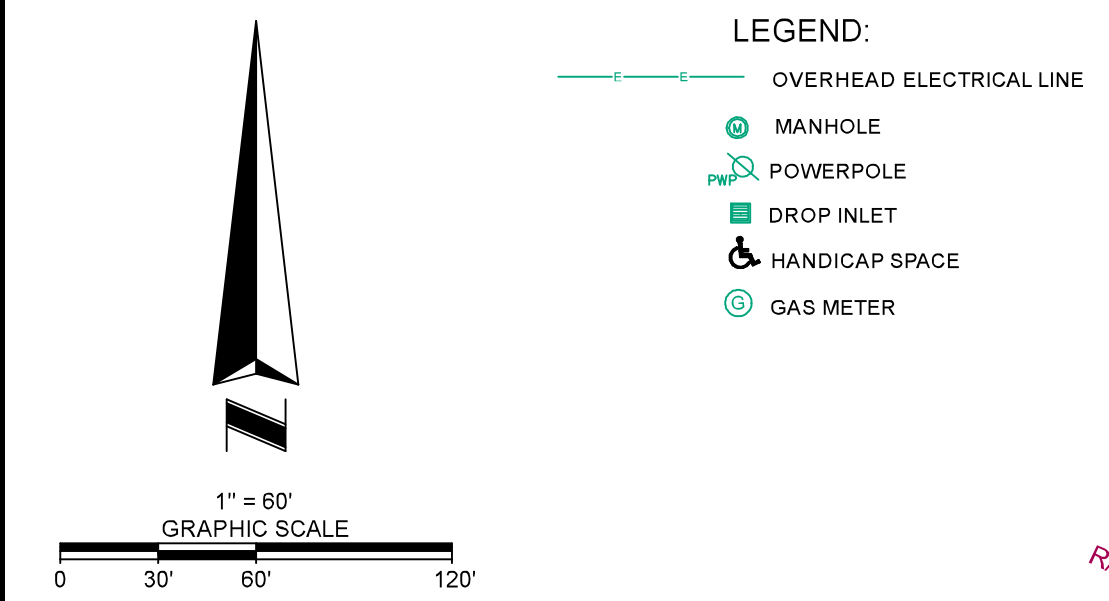 LEGEND:
E E OVERHEAD ELECTRICAL LINE
M MANHOLE
PWP POWERPOLE
DROP INLET
HANDICAP SPACE
G GAS METER
N
1" = 60'
GRAPHIC SCALE
0 30' 60' 120'